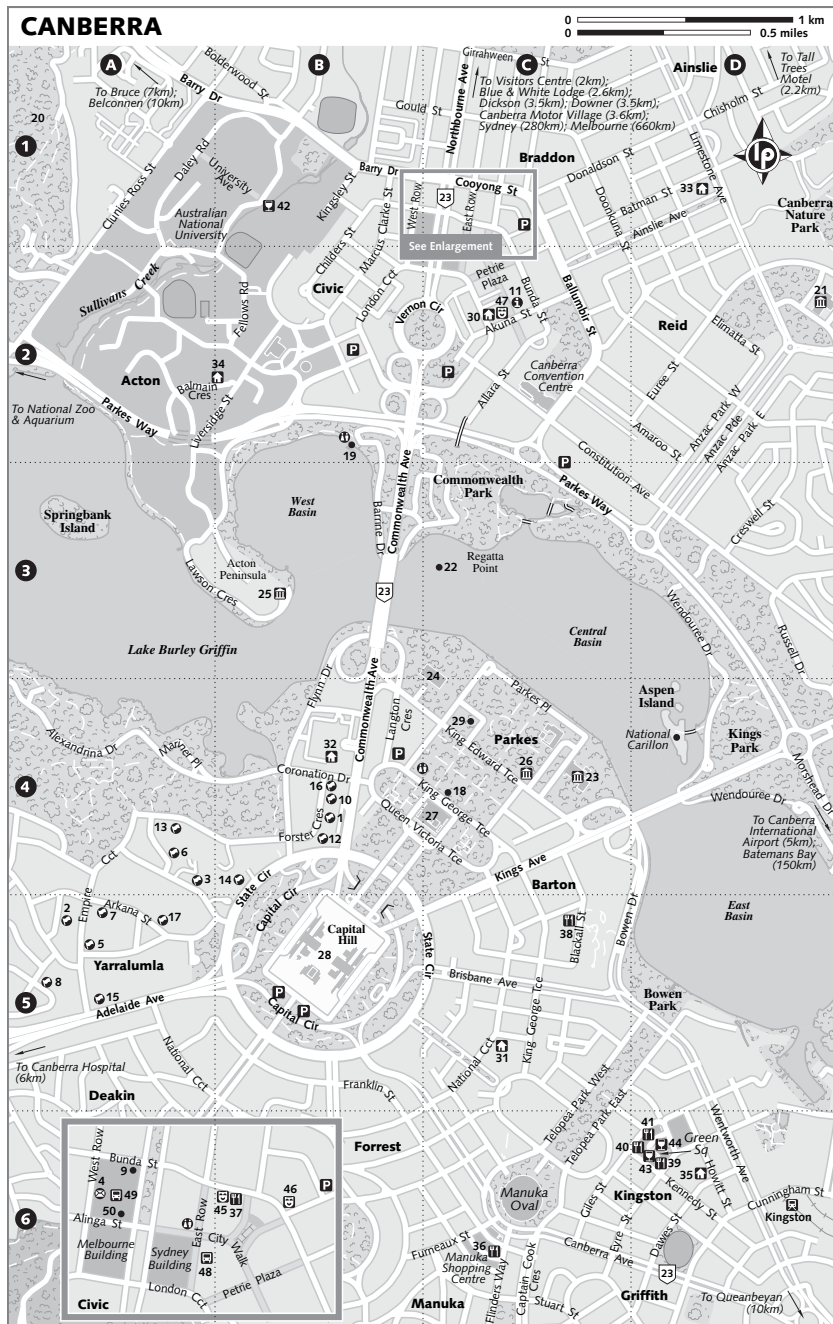 CANBERRA
0 1 km
0 0.5 miles
A
B
C
D
To Bruce (7km);
Belconnen (10km)
Barry Dr
Bolderwood St
Girrahween St
To Visitors Centre (2km);
Blue & White Lodge (2.6km);
Dickson (3.5km); Downer (3.5km);
Canberra Motor Village (3.6km);
Sydney (280km); Melbourne (660km)
Ainslie
To Tall
Trees
Motel
(2.2km)
Chisholm St
Gould St
Northbourne Ave
20
1
Clunies Ross St
Daley Rd
University
Ave
Kingsley St
Barry Dr
Cooyong St
Braddon
Donaldson St
Limestone Ave
lp
33
Batman St
Ainslie Ave
Doonkuna St
Canberra
Nature
Park
Australian
National
University
42
Childers St
Marcus Clarke St
West Row
23
East Row
P
See Enlargement
Sullivans Creek
Fellows Rd
Civic
London Cct
Vernon Cir
Petrie
Plaza
11
47
30
Bunda St
Akuna St
Ballumbir St
Reid
21
Elimatta St
2
34
Acton
Balmain
Cres
Liversidge St
P
P
Allara St
Canberra
Convention
Centre
Euree St
Amaroo St
Anzac Park W
Anzac Pde
Anzac Park E
To National Zoo
& Aquarium
Parkes Way
19
P
Constitution Ave
Parkes Way
Commonwealth
Park
Creswell St
West
Basin
Barrine Dr
Commonwealth Ave
Springbank
Island
3
Acton
Peninsula
25
Lawson Cres
22
Regatta
Point
23
Wendouree Dr
Russell Dr
Central
Basin
Lake Burley Griffin
Flynn Dr
Commonwealth Ave
Langton
Cres
24
Parkes Pl
Aspen
Island
National
Carillon
Kings
Park
29
Parkes
King Edward Tce
26
23
Alexandrina Dr
Mariner Pl
32
P
Coronation Dr
16
10
18
King George Tce
27
Queen Victoria Tce
Wendouree Dr
Morshead Dr
4
13
1
Forster Cres
12
6
To Canberra
International
Airport (5km);
Batemans Bay
(150km)
Kings Ave
Barton
3
14
State Cir
Capital Cir
Empire Cct
2
7
Arkana St
17
5
Capital
Hill
28
State Cir
38
Blackall St
Bowen Dr
East
Basin
Yarralumla
8
5
15
Adelaide Ave
P
P
Capital Cir
Brisbane Ave
King George Tce
Bowen
Park
To Canberra Hospital
(6km)
National Cct
National Cct
31
Deakin
Franklin St
Telopea Park West
Telopea Park East
Wentworth Ave
Forrest
41
40
44
Green
Sq
43
39
35
Howitt St
Kingston
Kennedy St
Cunningham St
Kingston
Manuka
Oval
Giles St
Eyre St
Dawes St
Canberra Ave
23
Furneaux St
36
Manuka
Shopping
Centre
Flinders Way
Captain Cook
Cres
Stuart St
Manuka
Griffith
To Queanbeyan
(10km)
6
West Row
Bunda St
9
4
49
50
Alinga St
Melbourne
Building
Sydney
Building
East Row
45
37
46
P
City Walk
48
Petrie Plaza
London Cct
Civic